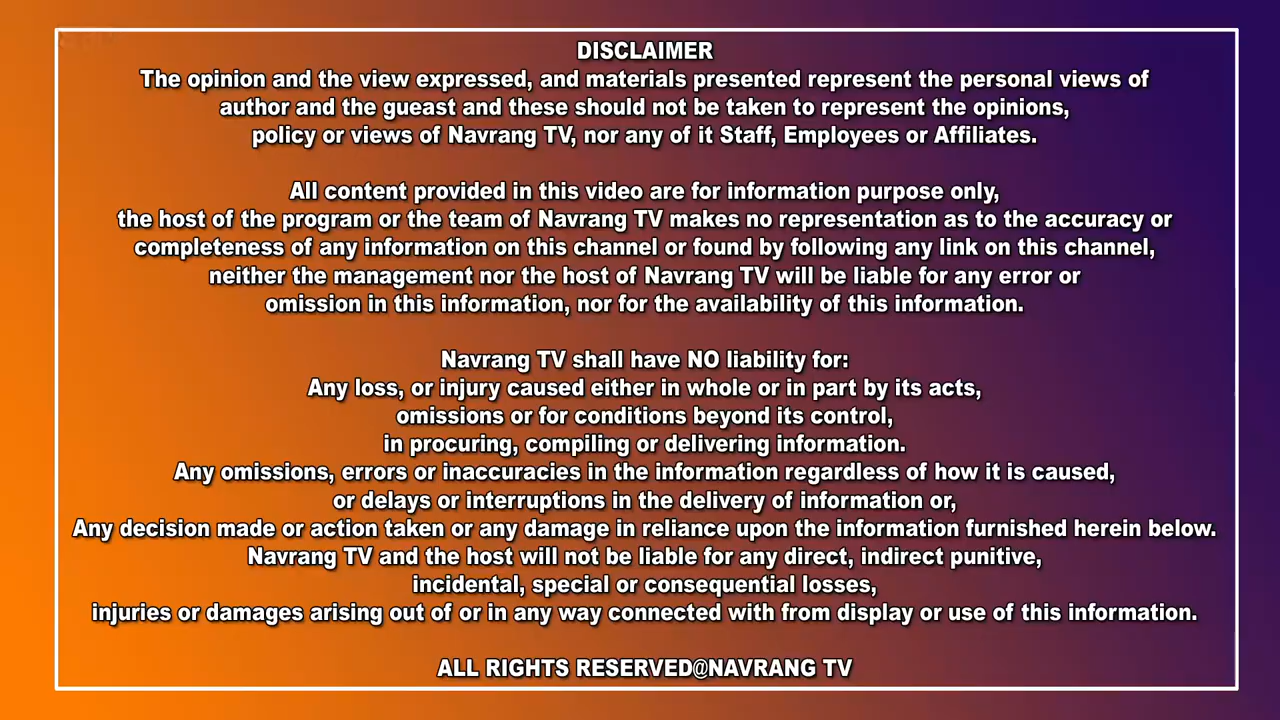 DISCLAIMER
The opinion and the view expressed, and materials presented represent the personal views of
author and the gueast and these should not be taken to represent the opinions,
policy or views of Navrang TV, nor any of it Staff, Employees or Affiliates.
All content provided in this video are for information purpose only,
the host of the program or the team of Navrang TV makes no representation as to the accuracy or
completeness of any information on this channel or found by following any link on this channel,
neither the management nor the host of Navrang TV will be liable for any error or
omission in this information, nor for the availability of this information.
Navrang TV shall have NO liability for:
Any loss, or injury caused either in whole or in part by its acts,
omissions or for conditions beyond its control,
in procuring, compiling or delivering information.
Any omissions, errors or inaccuracies in the information regardless of how it is caused,
or delays or interruptions in the delivery of information or,
Any decision made or action taken or any damage in reliance upon the information furnished herein below.
Navrang TV and the host will not be liable for any direct, indirect punitive,
incidental, special or consequential losses,
injuries or damages arising out of or in any way connected with from display or use of this information.
ALL RIGHTS RESERVED@NAVRANG TV